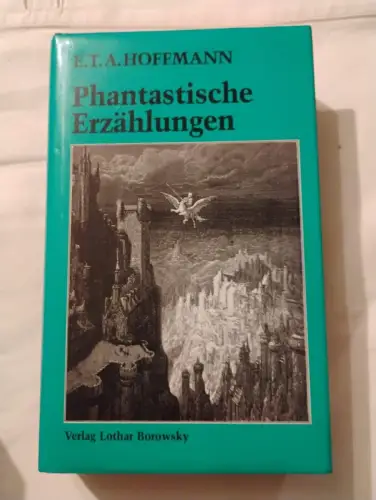 E.T.A. HOFFMANN
Phantastische
Erzählungen
Verlag Lothar Borowsky